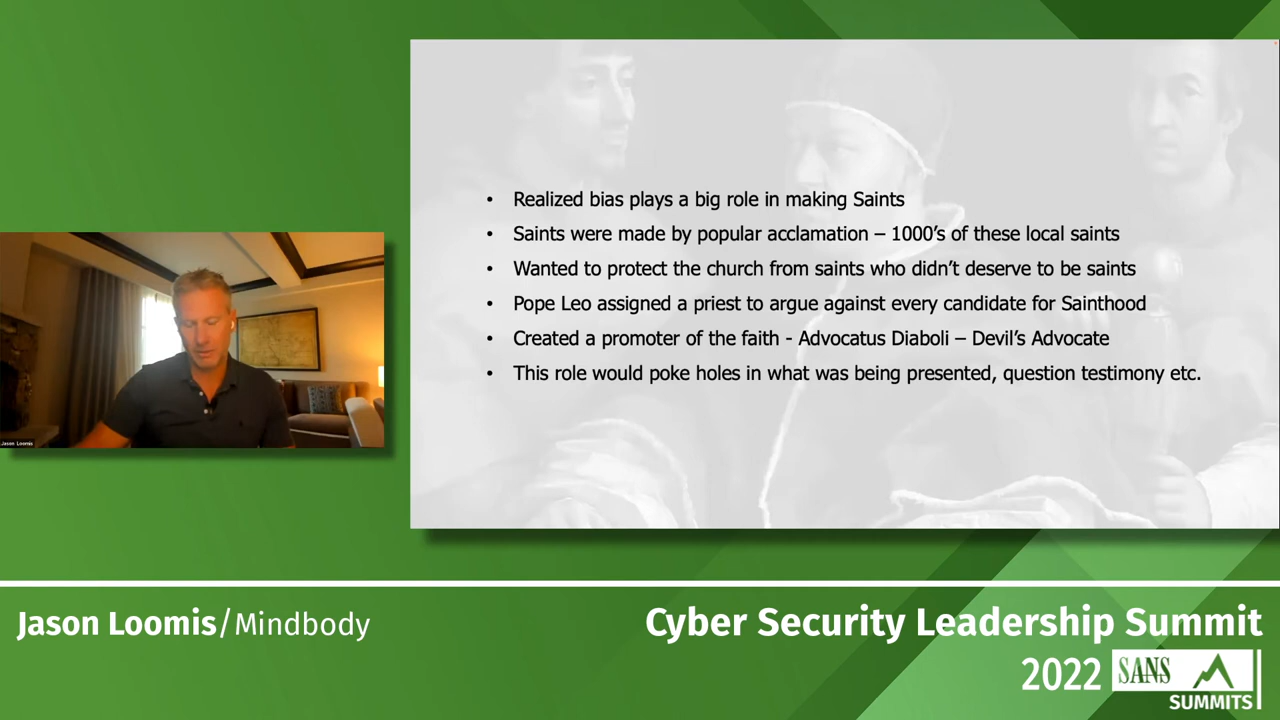 • Realized bias plays a big role in making Saints
• Saints were made by popular acclamation – 1000’s of these local saints
• Wanted to protect the church from saints who didn’t deserve to be saints
• Pope Leo assigned a priest to argue against every candidate for Sainthood
• Created a promoter of the faith - Advocatus Diaboli – Devil’s Advocate
• This role would poke holes in what was being presented, question testimony etc.
Jason Loomis
Jason Loomis/Mindbody
Cyber Security Leadership Summit
2022 SANS
SUMMITS